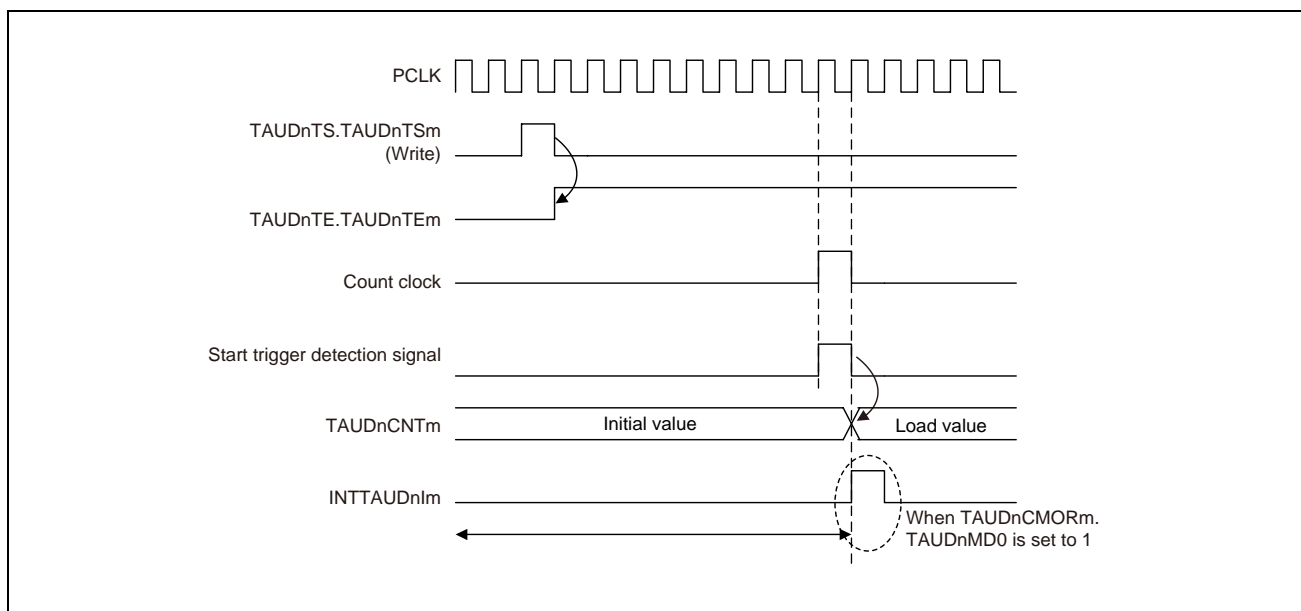 PCLK
TAUDnTS.TAUDnTSm
(Write)
TAUDnTE.TAUDnTEm
Count clock
Start trigger detection signal
TAUDnCNTm
Initial value
Load value
INTTAUDnIm
When TAUDnCMORm.
TAUDnMD0 is set to 1